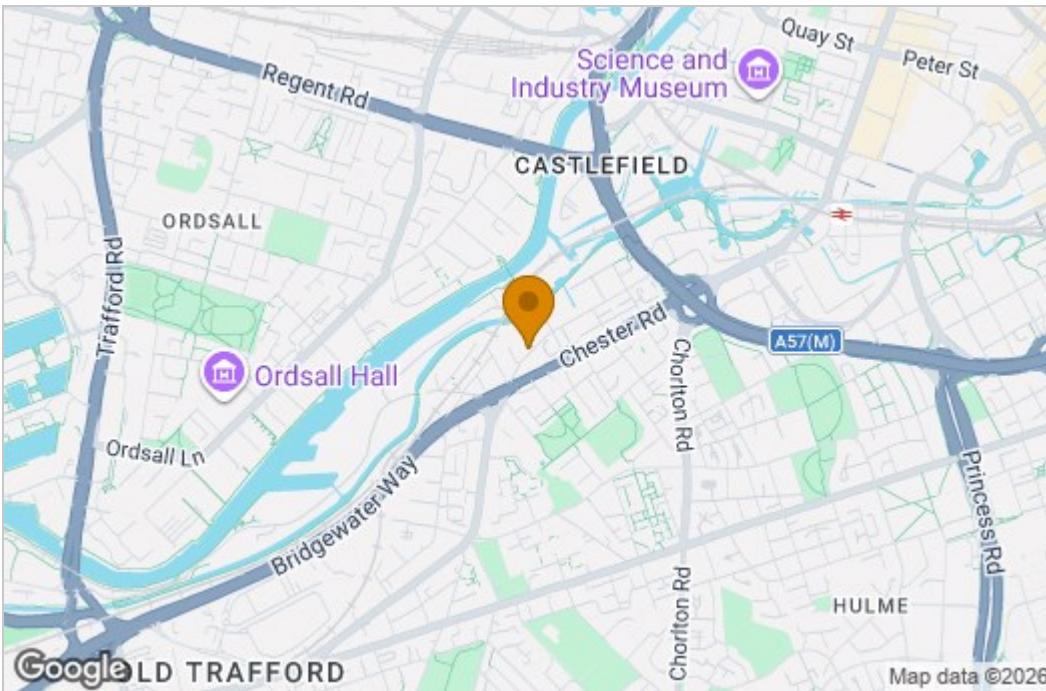 Quay St
Peter St
Science and
Industry Museum
Regent Rd
CASTLEFIELD
ORDSALL
Trafford Rd
Chester Rd
A57(M)
Ordsall Hall
Chorlton Rd
Ordsall Ln
Princess Rd
Bridgewater Way
Chorlton Rd
HULME
Google
OLD TRAFFORD
Map data ©2026